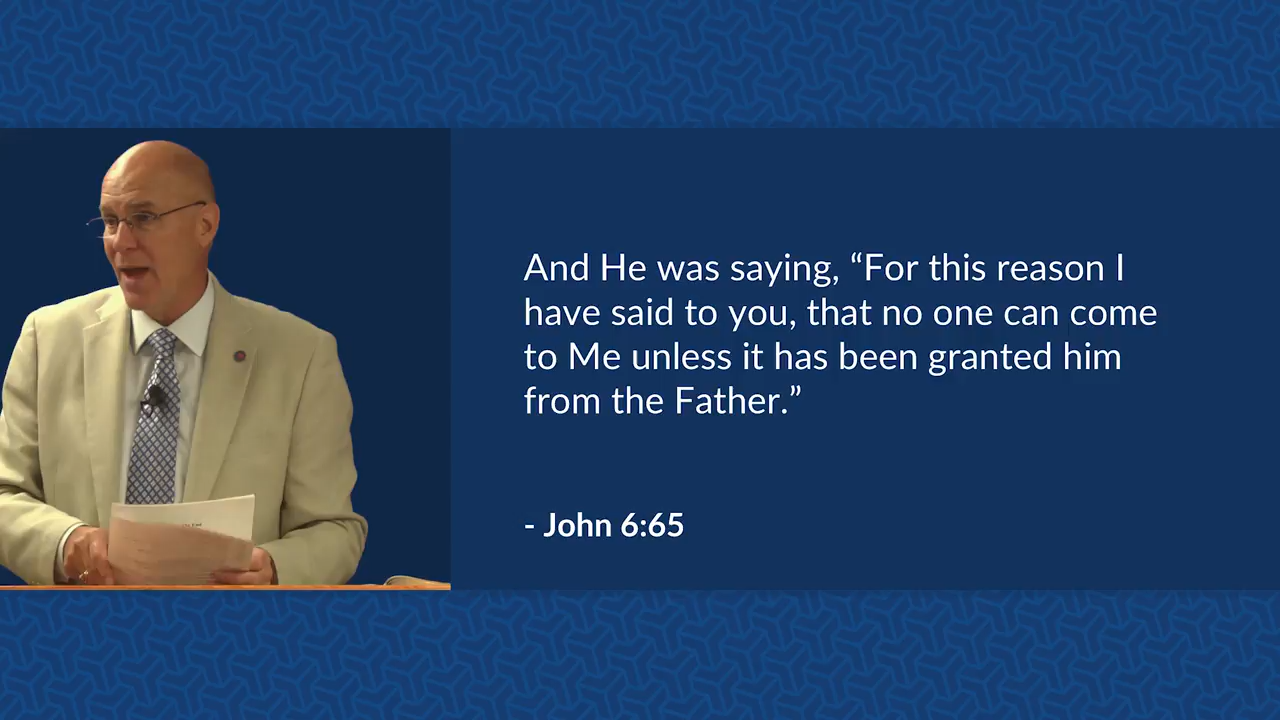 And He was saying, “For this reason I
have said to you, that no one can come
to Me unless it has been granted him
from the Father.”
- John 6:65